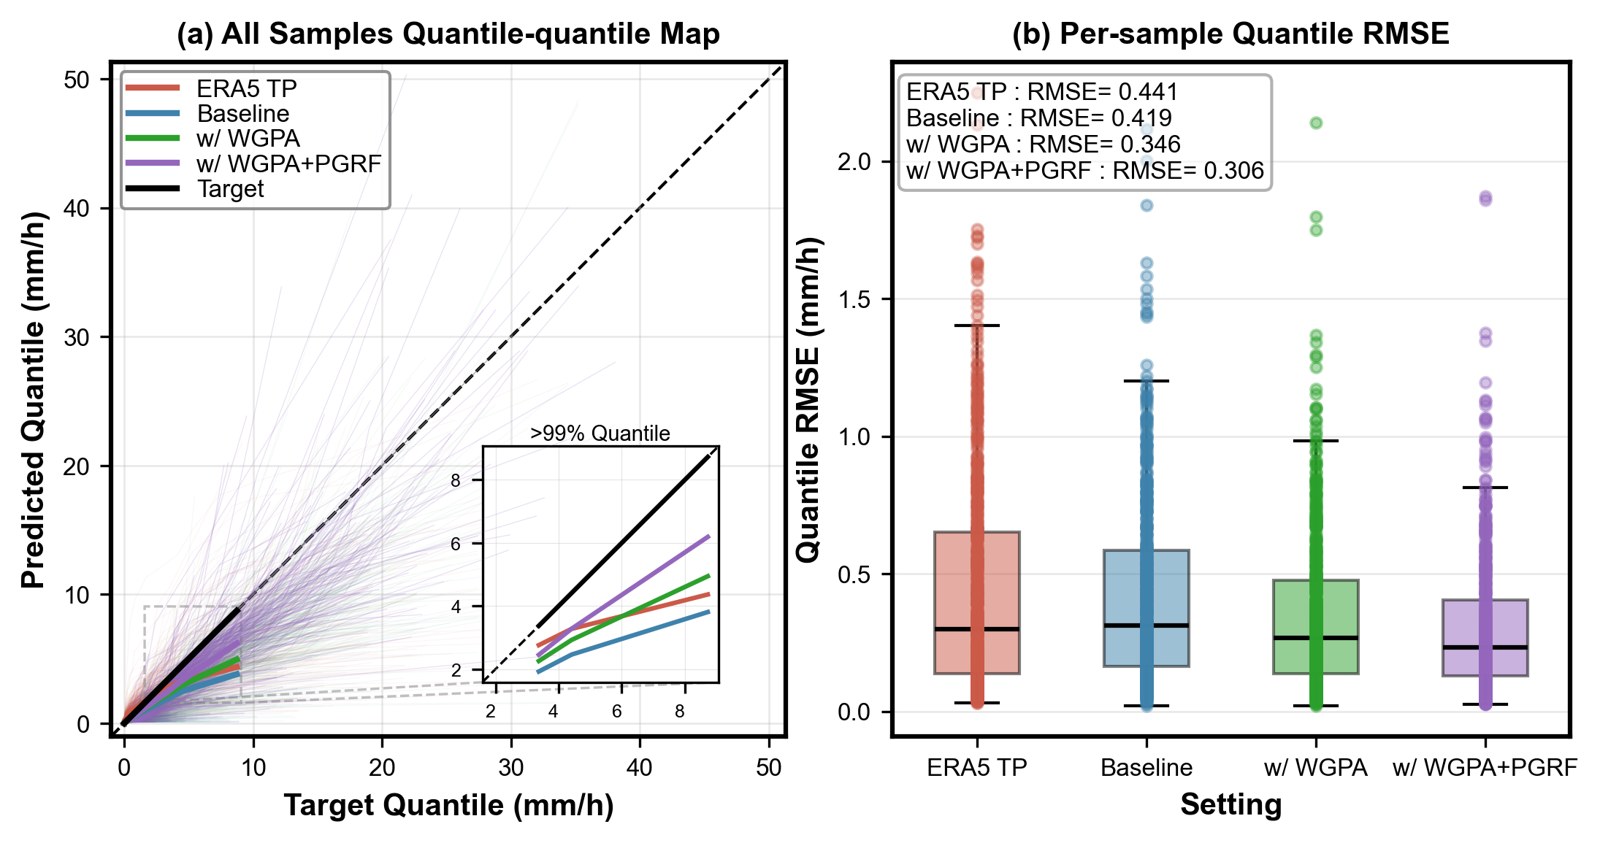 (a) All Samples Quantile-quantile Map
Predicted Quantile (mm/h)
50
40
30
20
10
0
ERA5 TP
Baseline
w/ WGPA
w/ WGPA+PGRF
Target
>99% Quantile
8
6
4
2
2 4 6 8
0 10 20 30 40 50
Target Quantile (mm/h)
(b) Per-sample Quantile RMSE
Quantile RMSE (mm/h)
2.0
1.5
1.0
0.5
0.0
ERA5 TP : RMSE= 0.441
Baseline : RMSE= 0.419
w/ WGPA : RMSE= 0.346
w/ WGPA+PGRF : RMSE= 0.306
ERA5 TP Baseline w/ WGPA w/ WGPA+PGRF
Setting